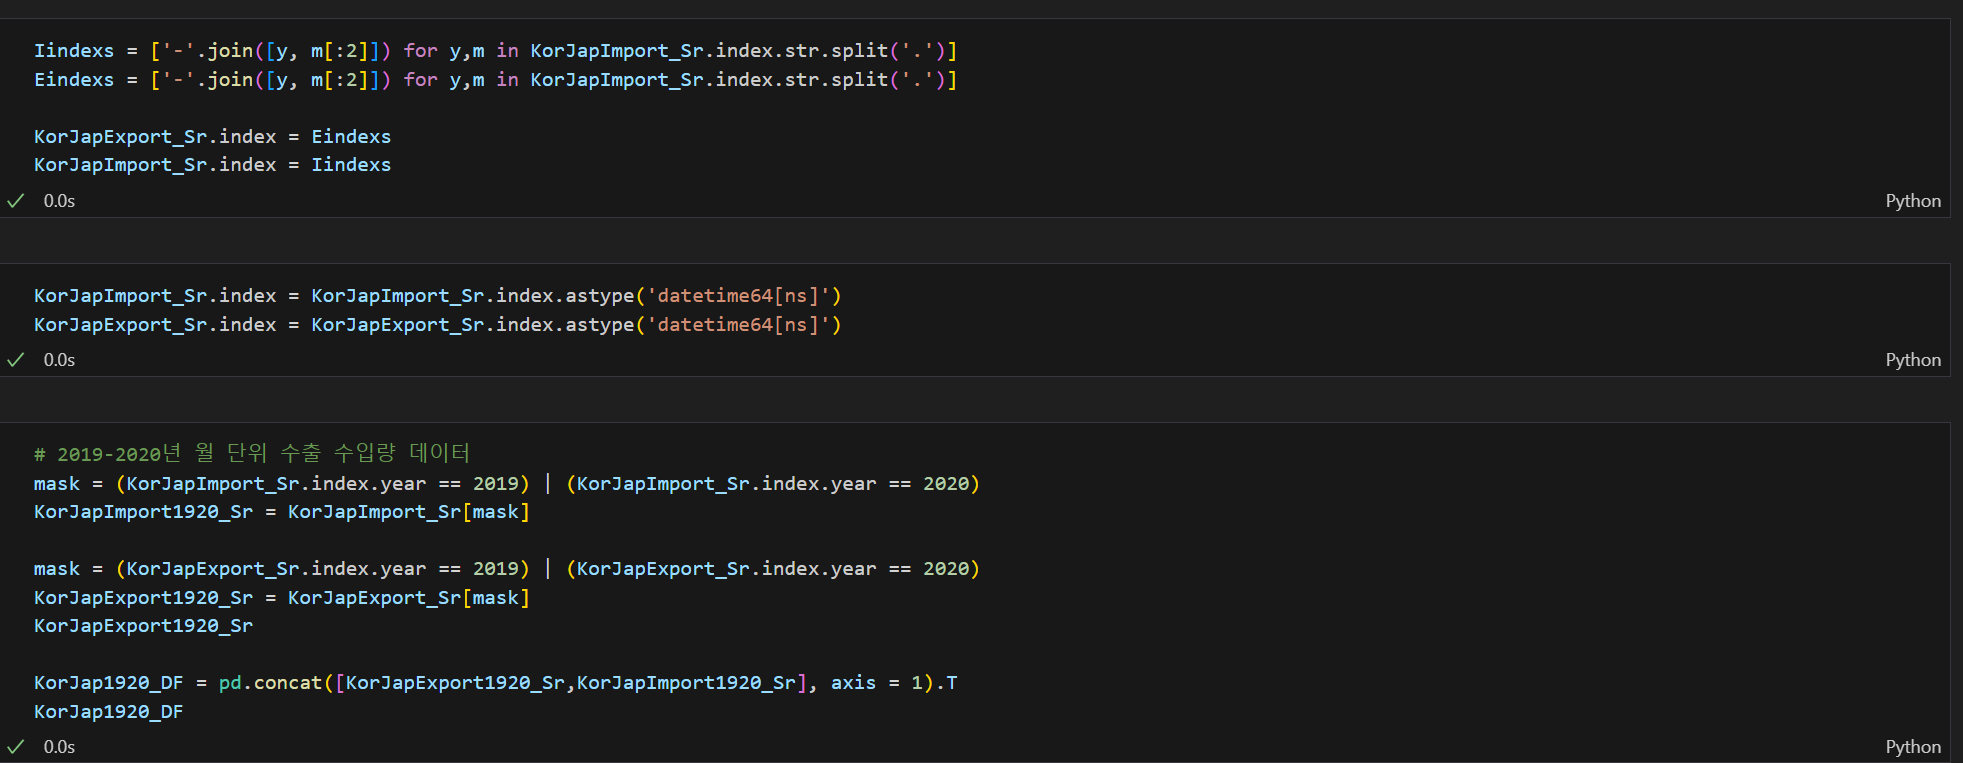 Iindexs = ['-'.join([y, m[:2]]) for y,m in KorJapImport_Sr.index.str.split('.')]
Eindexs = ['-'.join([y, m[:2]]) for y,m in KorJapImport_Sr.index.str.split('.')]
KorJapExport_Sr.index = Eindexs
KorJapImport_Sr.index = Iindexs
0.0s
Python
KorJapImport_Sr.index = KorJapImport_Sr.index.astype('datetime64[ns]')
KorJapExport_Sr.index = KorJapExport_Sr.index.astype('datetime64[ns]')
0.0s
Python
# 2019-2020년 월 단위 수출 수입량 데이터
mask = (KorJapImport_Sr.index.year == 2019) | (KorJapImport_Sr.index.year == 2020)
KorJapImport1920_Sr = KorJapImport_Sr[mask]
mask = (KorJapExport_Sr.index.year == 2019) | (KorJapExport_Sr.index.year == 2020)
KorJapExport1920_Sr = KorJapExport_Sr[mask]
KorJapExport1920_Sr
KorJap1920_DF = pd.concat([KorJapExport1920_Sr,KorJapImport1920_Sr], axis = 1).T
KorJap1920_DF
0.0s
Python